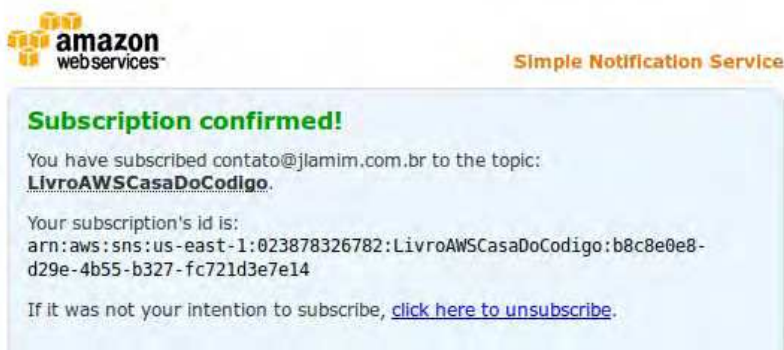 amazon
webservices™
Simple Notification Service
Subscription confirmed!
You have subscribed contato@jlamim.com.br to the topic:
LivroAWSCasaDoCodigo.
Your subscription's id is:
arn:aws:sns:us-east-1:023878326782:LivroAWSCasaDoCodigo:b8c8e0e8-
d29e-4b55-b327-fc721d3e7e14
If it was not your intention to subscribe, click here to unsubscribe.